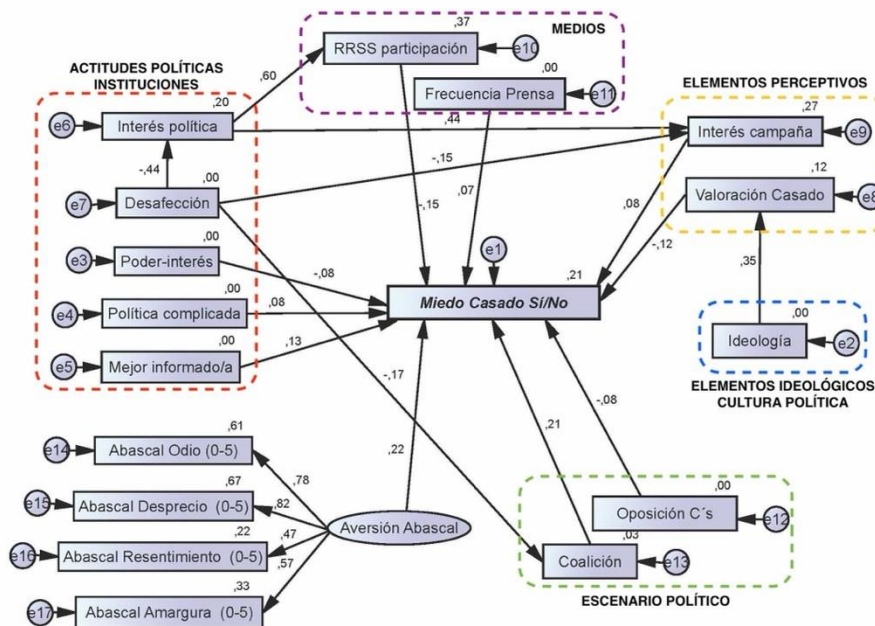 MEDIOS
,37
RRSS participación
e10
,00
Frecuencia Prensa
e11
ACTITUDES POLÍTICAS
INSTITUCIONES
,60
,20
e6
Interés política
-,44
,00
e7
Desafección
,00
e3
Poder-interés
,00
e4
Política complicada
,00
e5
Mejor informado/a
ELEMENTOS PERCEPTIVOS
,27
,44
Interés campaña
e9
-,15
,12
Valoración Casado
e8
-,15
,07
,08
-,12
,35
e1
,21
Miedo Casado Sí/No
-,08
,08
,13
,00
Ideología
e2
ELEMENTOS IDEOLÓGICOS
CULTURA POLÍTICA
-,17
,22
,21
-,08
,61
e14
Abascal Odio (0-5)
,78
,67
e15
Abascal Desprecio (0-5)
,82
,22
e16
Abascal Resentimiento (0-5)
,47
,33
e17
Abascal Amargura (0-5)
,57
Aversión Abascal
,00
Oposición C´s
e12
,03
Coalición
e13
ESCENARIO POLÍTICO